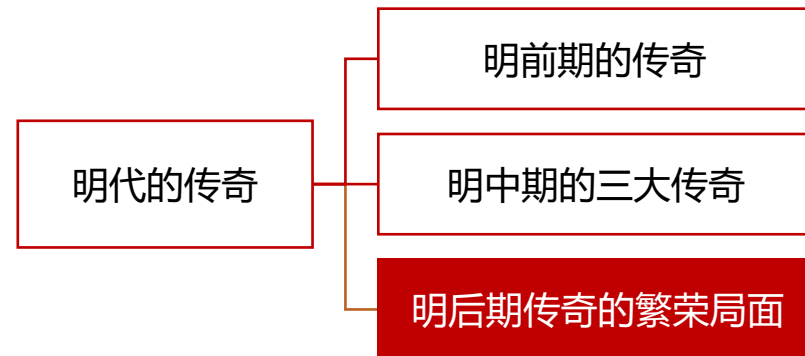 明代的传奇
明前期的传奇
明中期的三大传奇
明后期传奇的繁荣局面